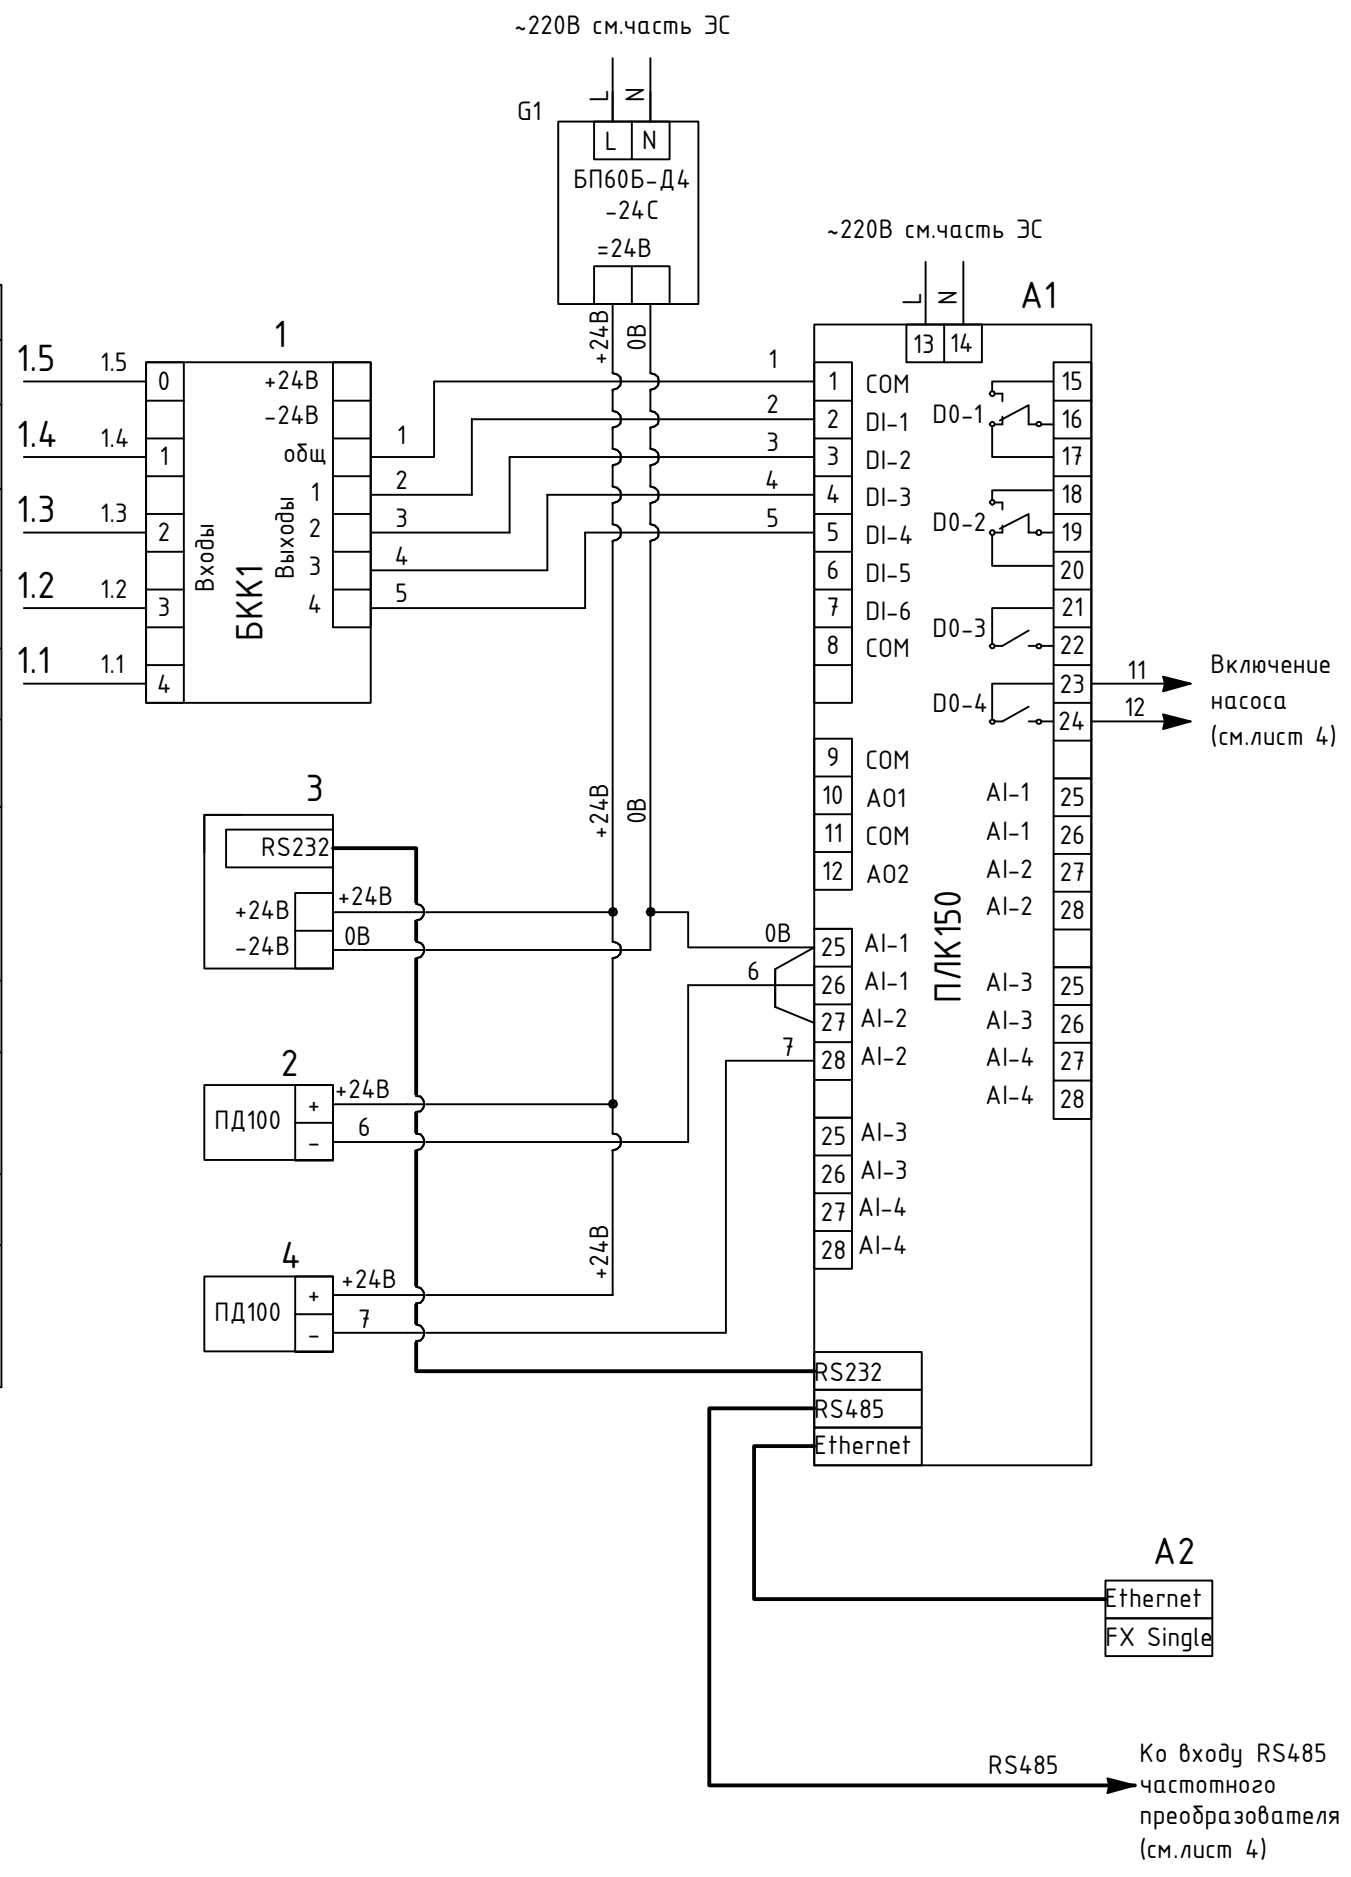 ~220В см.часть ЭС
L
N
G1
L N
БП60Б-Д4
-24С
=24В
+24В
0В
~220В см.часть ЭС
L
N
А1
13 14
1
1.5 1.5
1.4 1.4
1.3 1.3
1.2 1.2
1.1 1.1
0
1
2
3
4
Входы
БКК1
Выходы
+24В
-24В
общ
1
2
3
4
1
2
3
4
5
1
2
3
4
5
1 COM
2 DI-1
3 DI-2
4 DI-3
5 DI-4
6 DI-5
7 DI-6
8 COM
9 COM
10 AO1
11 COM
12 AO2
0В
6
7
25 AI-1
26 AI-1
27 AI-2
28 AI-2
25 AI-3
26 AI-3
27 AI-4
28 AI-4
ПЛК150
D0-1
15
16
17
D0-2
18
19
20
D0-3
21
22
D0-4
23
24
11
12
Включение
насоса
(см.лист 4)
AI-1 25
AI-1 26
AI-2 27
AI-2 28
AI-3 25
AI-3 26
AI-4 27
AI-4 28
+24В
0В
3
RS232
+24В +24В
-24В 0В
2
ПД100
+ +24В
- 6
+24В
4
ПД100
+ +24В
- 7
RS232
RS485
Ethernet
А2
Ethernet
FX Single
RS485
Ко входу RS485
частотного
преобразователя
(см.лист 4)